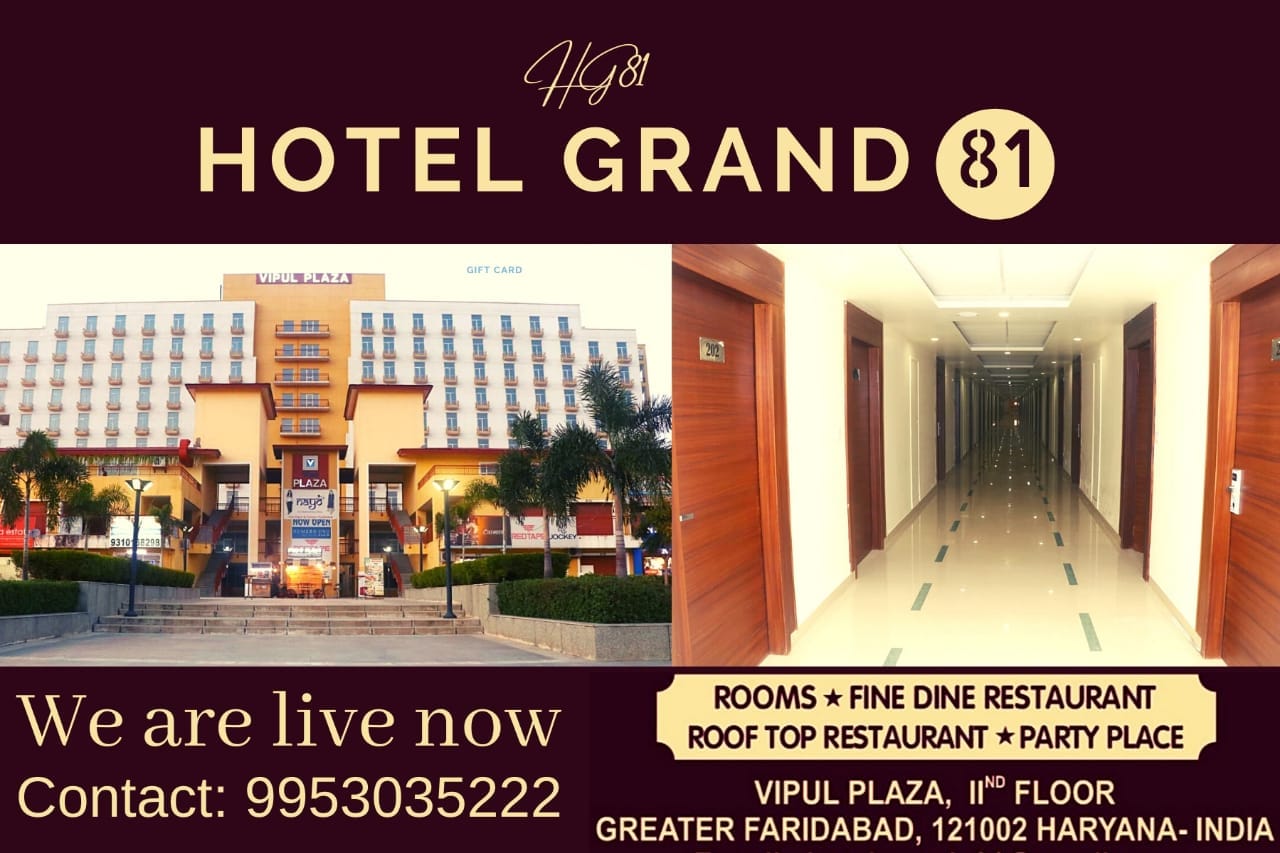 HG81
HOTEL GRAND 81
GIFT CARD
VIPUL PLAZA
202
PLAZA
nayo
NOW OPEN
REDTAPE
JOCKEY
We are live now
Contact: 9953035222
ROOMS ★ FINE DINE RESTAURANT
ROOF TOP RESTAURANT ★ PARTY PLACE
VIPUL PLAZA, IIND FLOOR
GREATER FARIDABAD, 121002 HARYANA- INDIA